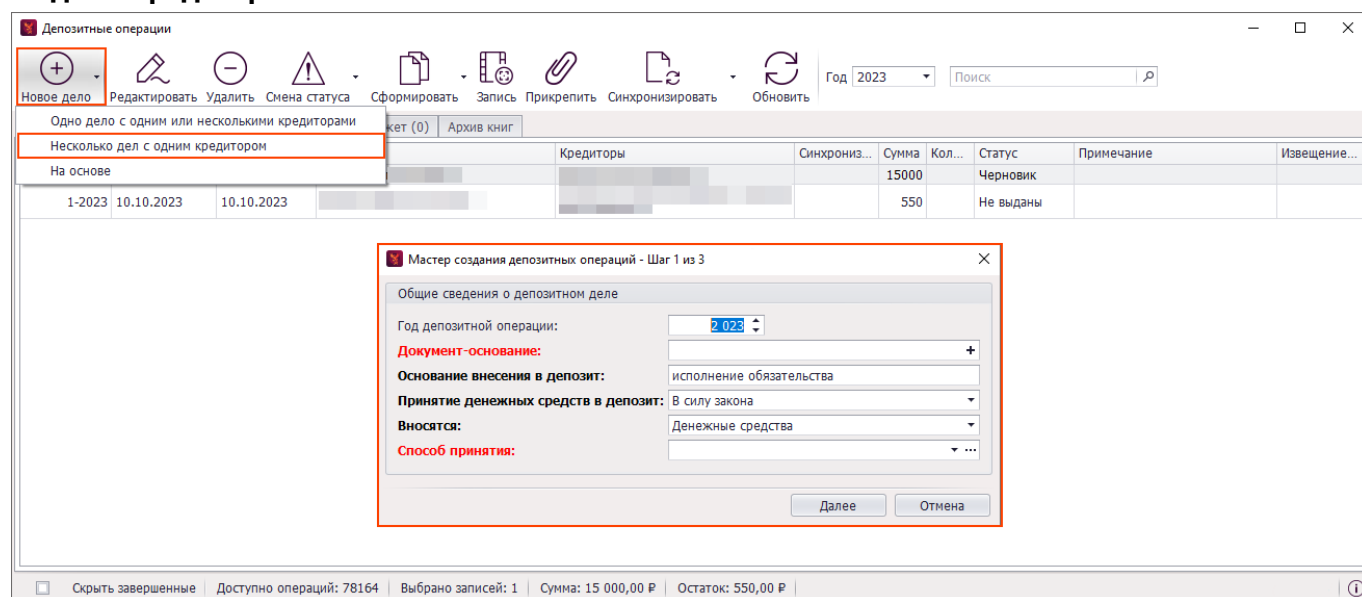 Депозитные операции
Новое дело Редактировать Удалить Смена статуса Сформировать Запись Прикрепить Синхронизировать Обновить Год 2023 Поиск
Одно дело с одним или несколькими кредиторами
Несколько дел с одним кредитором
На основе
кет (0) Архив книг
Кредиторы Синхрониз... Сумма Кол... Статус Примечание Извещение...
15000 Черновик
1-2023 10.10.2023 10.10.2023 550 Не выданы
Мастер создания депозитных операций - Шаг 1 из 3
Общие сведения о депозитном деле
Год депозитной операции: 2 023
Документ-основание:
Основание внесения в депозит: исполнение обязательства
Принятие денежных средств в депозит: В силу закона
Вносятся: Денежные средства
Способ принятия:
Далее Отмена
Скрыть завершенные Доступно операций: 78164 Выбрано записей: 1 Сумма: 15 000,00 ₽ Остаток: 550,00 ₽